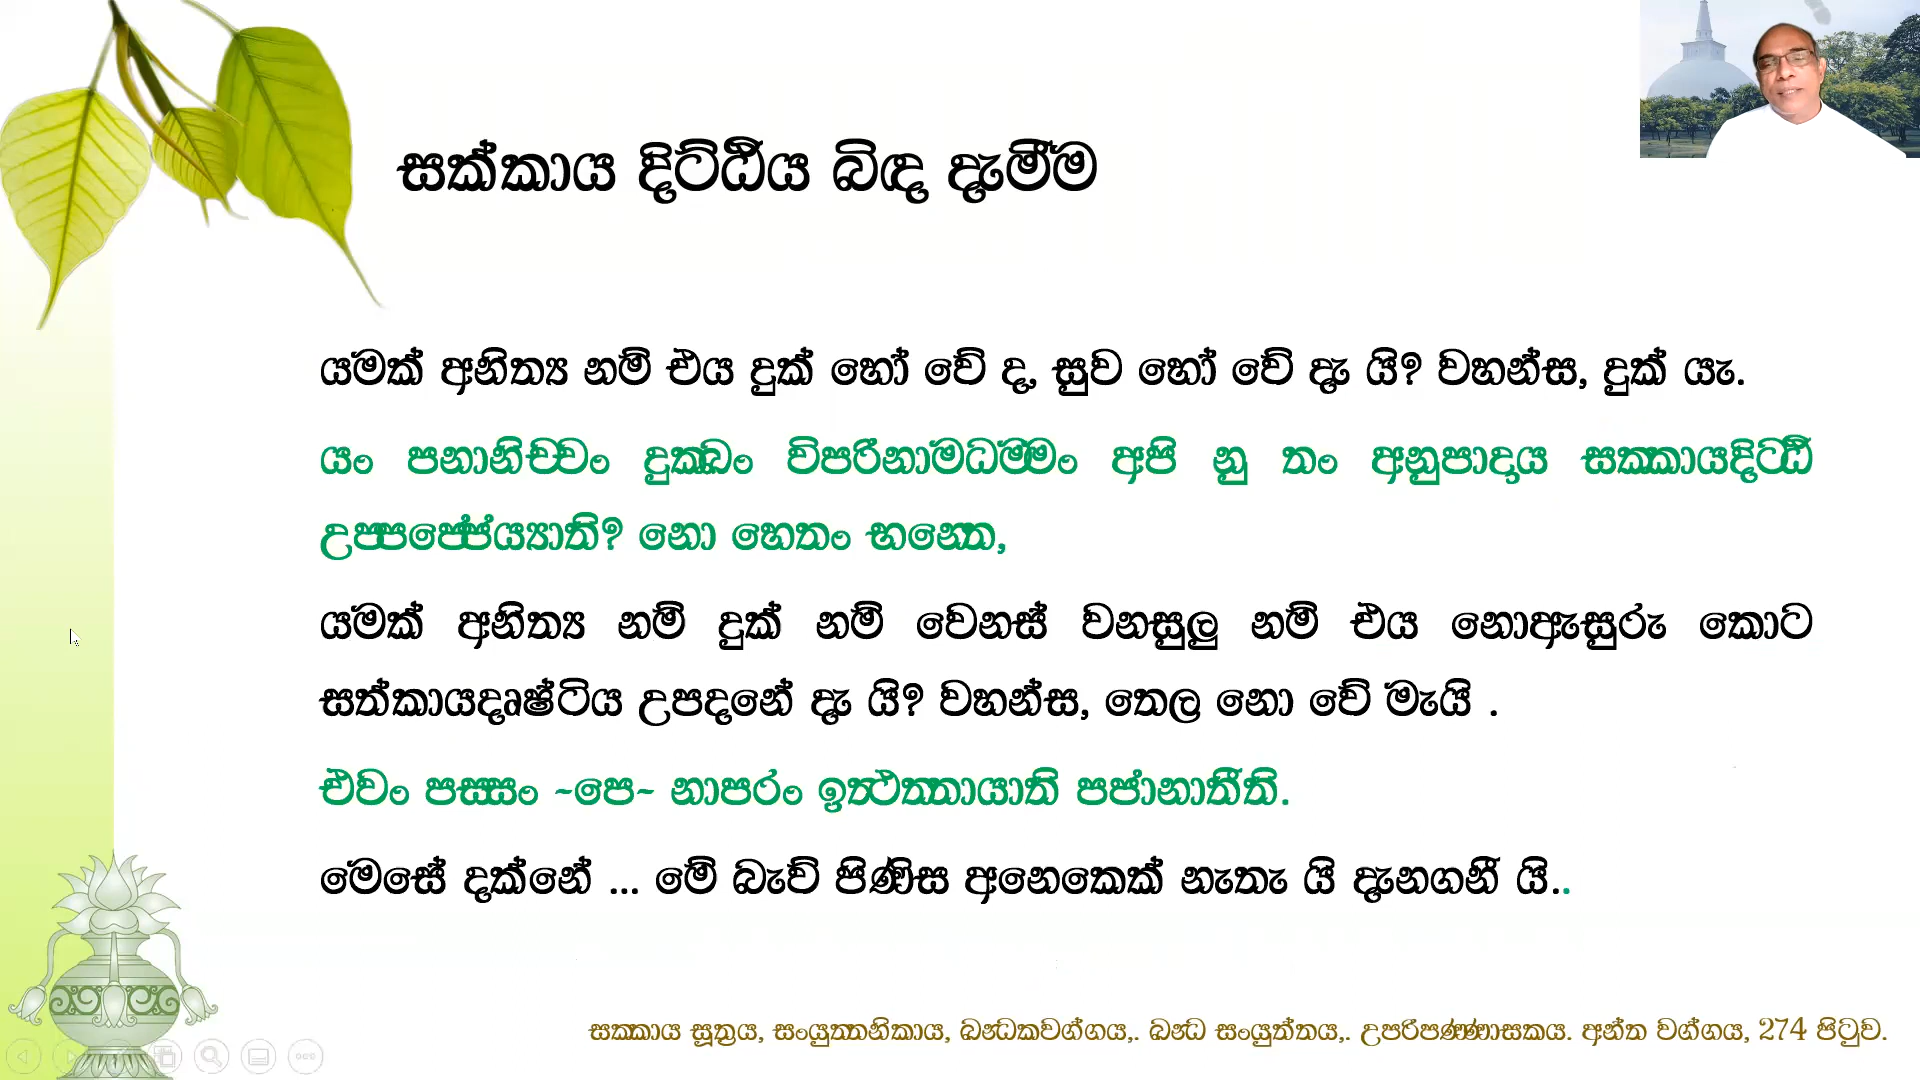 සක්කාය දිට්ඨිය බිඳ දැමීම
යමක් අනිත්‍ය නම් එය දුක් හෝ වේ ද, සුව හෝ වේ දැ යි? වහන්ස, දුක් යැ.
යං පනානිච්චං දුක්ඛං විපරිනාමධම්මං අපි නු තං අනුපාදාය සක්කායදිට්ඨි
උප්පප්පේය්‍යාති? නො හෙතං භන්තෙ,
යමක් අනිත්‍ය නම් දුක් නම් වෙනස් වනසුලු නම් එය නොඇසුරු කොට
සත්කායදෘෂ්ටිය උපදනේ දැ යි? වහන්ස, තෙල නො වේ මැයි .
එවං පස්සං ~පෙ~ නාපරං ඉත්ථත්තායාති පජානාතීති.
මෙසේ දක්නේ ... මේ බැව් පිණිස අනෙකෙක් නැතැ යි දැනගනී යි..
සක්කාය සූත්‍රය, සංයුත්තනිකාය, ඛන්ධකවග්ගය,. ඛන්ධ සංයුත්තය,. උපරිපණ්ණාසකය. අන්ත වග්ගය, 274 පිටුව.